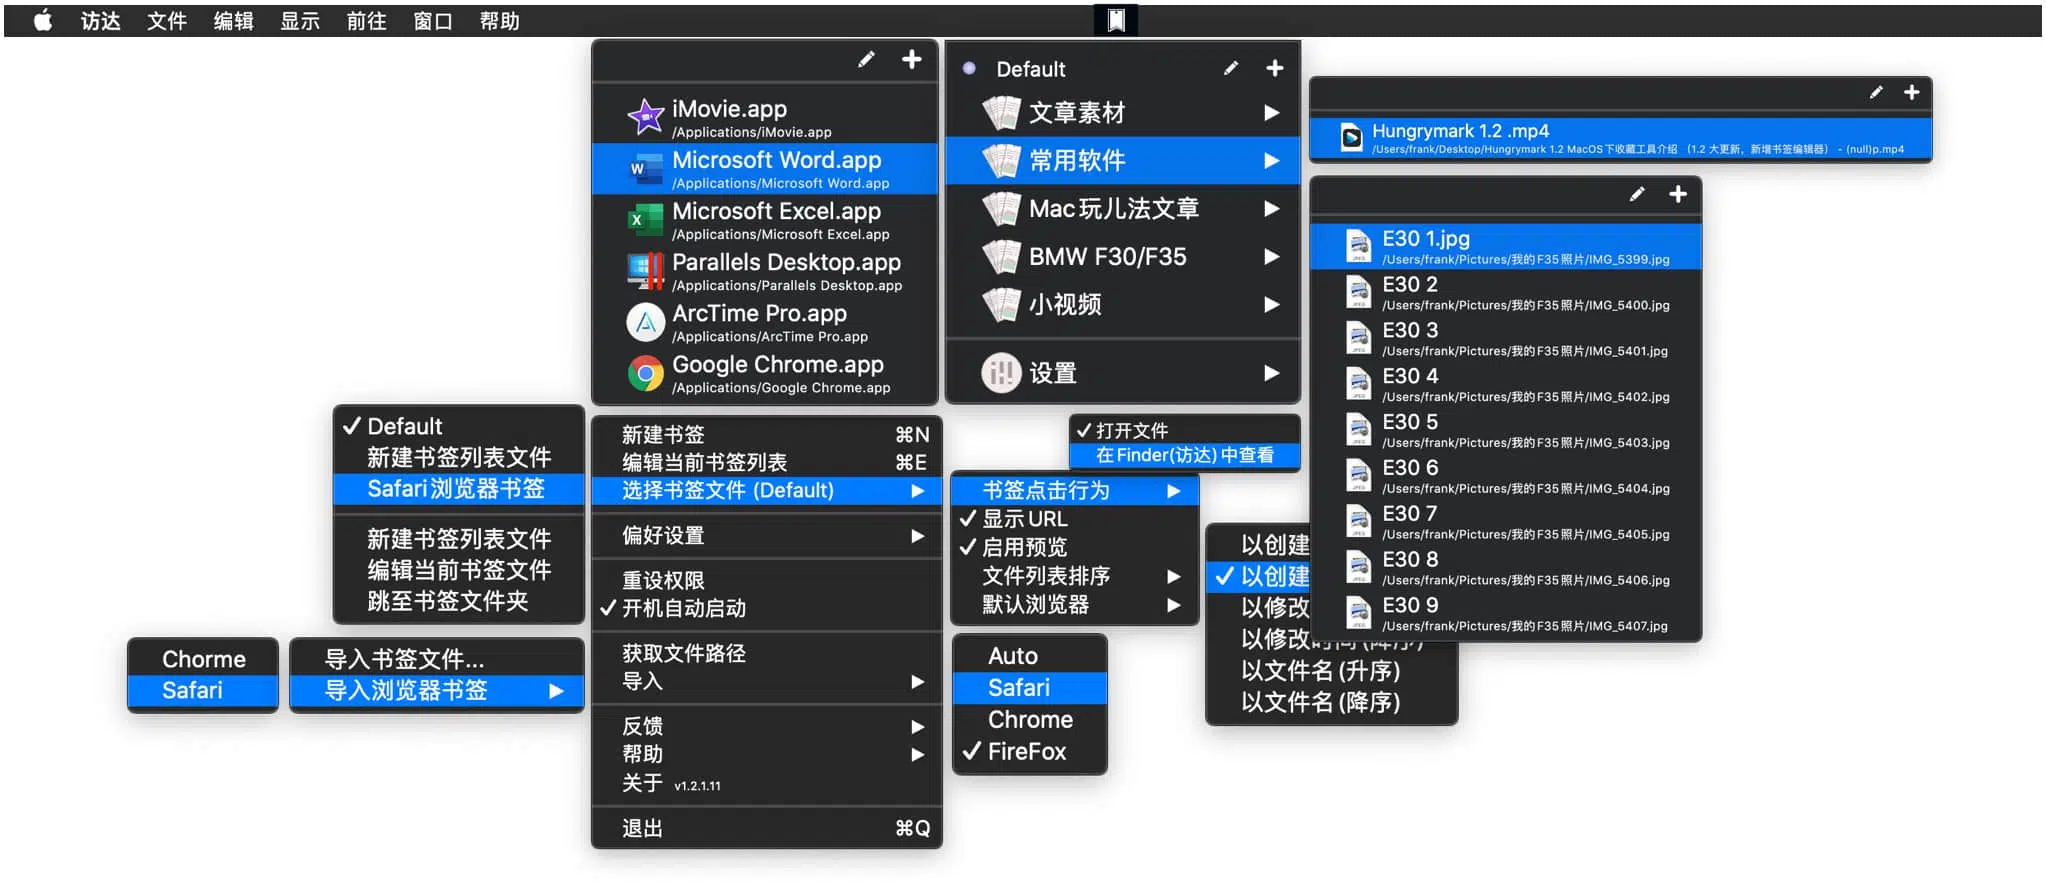 访达 文件 编辑 显示 前往 窗口 帮助
iMovie.app
/Applications/iMovie.app
Microsoft Word.app
/Applications/Microsoft Word.app
Microsoft Excel.app
/Applications/Microsoft Excel.app
Parallels Desktop.app
/Applications/Parallels Desktop.app
ArcTime Pro.app
/Applications/ArcTime Pro.app
Google Chrome.app
/Applications/Google Chrome.app
Default
文章素材
常用软件
Mac玩儿法文章
BMW F30/F35
小视频
设置
Hungrymark 1.2 .mp4
/Users/frank/Desktop/Hungrymark 1.2 MacOS下收藏工具介绍 (1.2 大更新，新增书签编辑器) - (null)p.mp4
E30 1.jpg
/Users/frank/Pictures/我的F35照片/IMG_5399.jpg
E30 2
/Users/frank/Pictures/我的F35照片/IMG_5400.jpg
E30 3
/Users/frank/Pictures/我的F35照片/IMG_5401.jpg
E30 4
/Users/frank/Pictures/我的F35照片/IMG_5402.jpg
E30 5
/Users/frank/Pictures/我的F35照片/IMG_5403.jpg
E30 6
/Users/frank/Pictures/我的F35照片/IMG_5404.jpg
E30 7
/Users/frank/Pictures/我的F35照片/IMG_5405.jpg
E30 8
/Users/frank/Pictures/我的F35照片/IMG_5406.jpg
E30 9
/Users/frank/Pictures/我的F35照片/IMG_5407.jpg
✓ Default
新建书签列表文件
Safari浏览器书签
新建书签列表文件
编辑当前书签文件
跳至书签文件夹
Chorme
Safari
导入书签文件...
导入浏览器书签
新建书签 ⌘N
编辑当前书签列表 ⌘E
选择书签文件 (Default)
偏好设置
重设权限
✓ 开机自动启动
获取文件路径
导入
反馈
帮助
关于 v1.2.1.11
退出 ⌘Q
✓ 打开文件
在Finder(访达)中查看
书签点击行为
✓ 显示URL
✓ 启用预览
文件列表排序
默认浏览器
Auto
Safari
Chrome
✓ FireFox
以创建
✓ 以创建
以修改
以修改时间(降序)
以文件名(升序)
以文件名(降序)